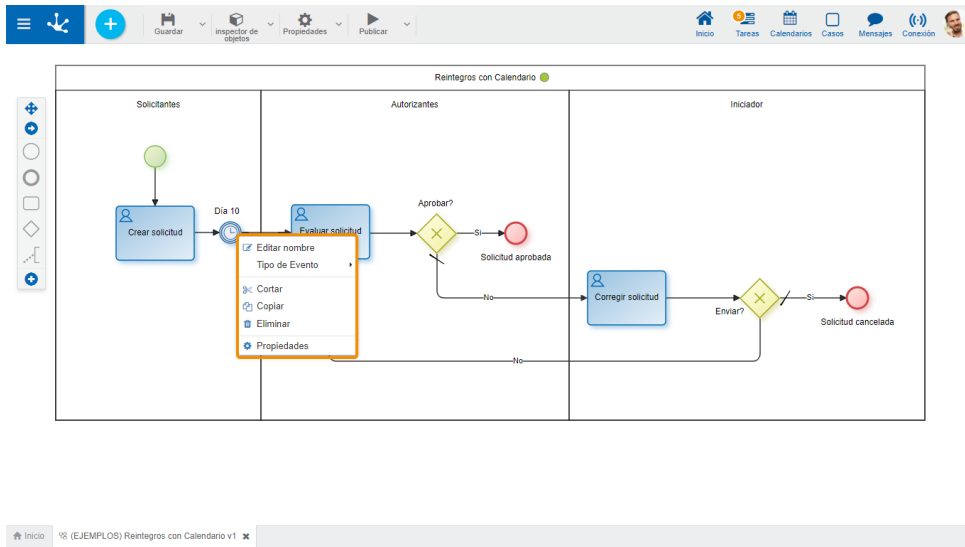 Guardar
inspector de
objetos
Propiedades
Publicar
Inicio
5
Tareas
Calendarios
Casos
Mensajes
Conexión
Reintegros con Calendario
Solicitantes
Autorizantes
Iniciador
Crear solicitud
Día 10
Evaluar solicitud
Aprobar?
Si
Solicitud aprobada
No
Corregir solicitud
Enviar?
Si
Solicitud cancelada
No
Editar nombre
Tipo de Evento
Cortar
Copiar
Eliminar
Propiedades
Inicio
(EJEMPLOS) Reintegros con Calendario v1